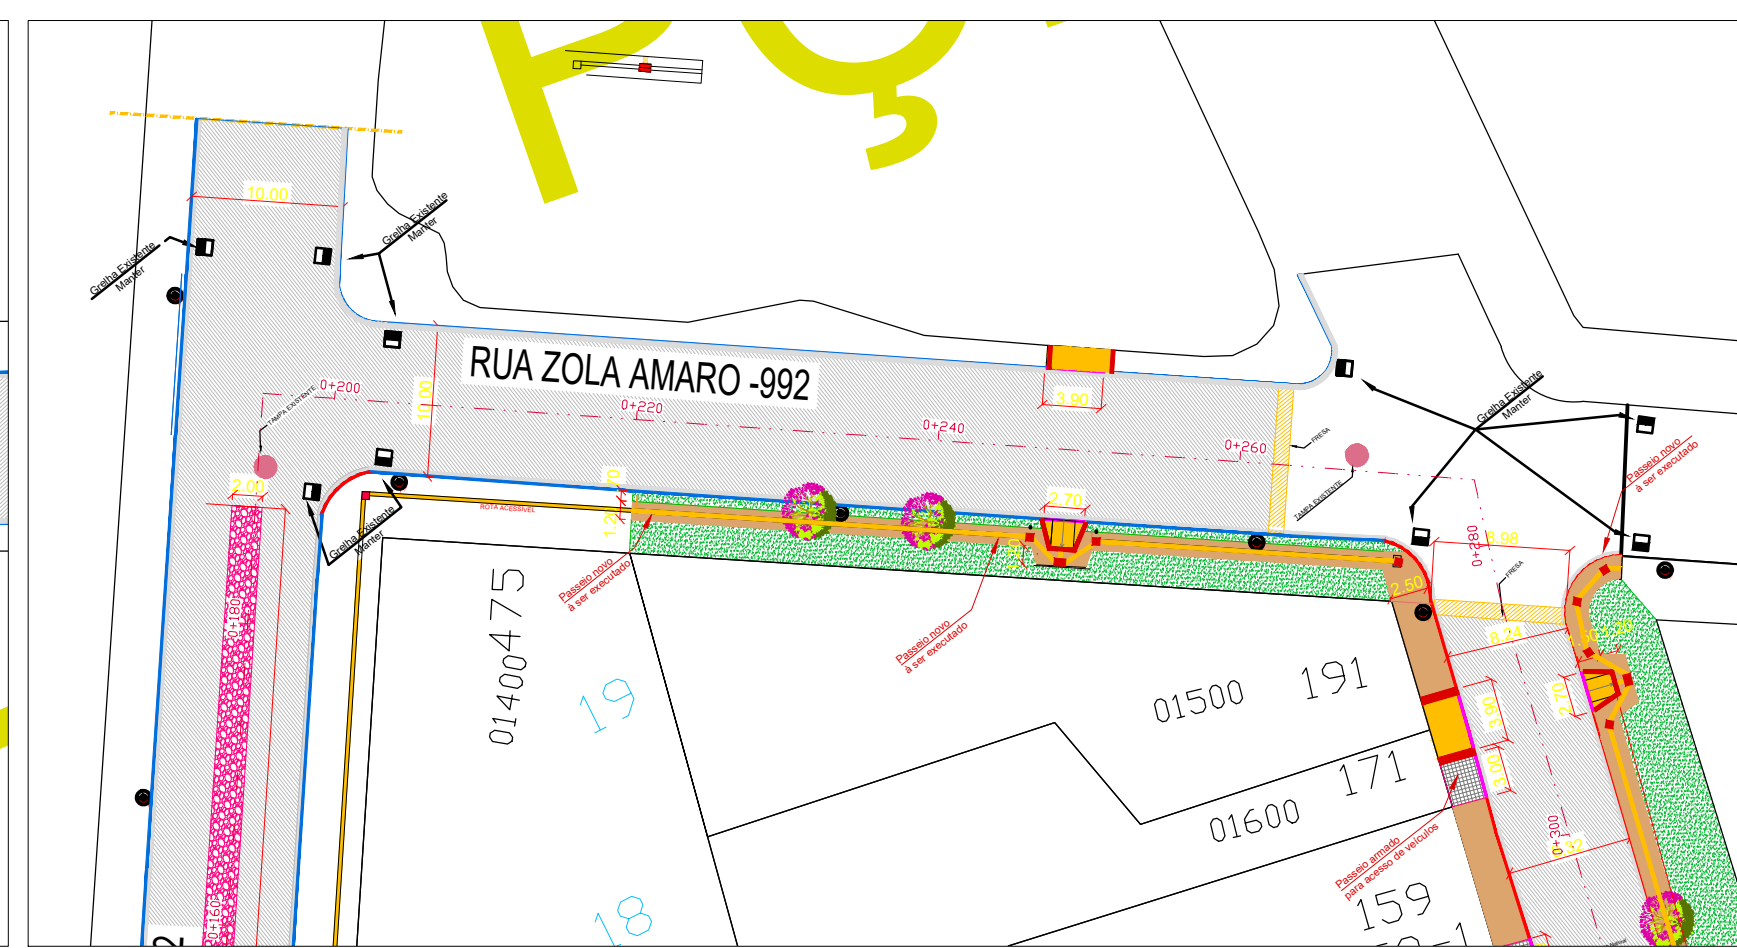 10.00
Grelha Existente
Manter
Grelha Existente
Manter
RUA ZOLA AMARO -992
0+200
TAMPA EXISTENTE
10.00
0+220
0+240
3.90
0+260
FRESA
TAMPA EXISTENTE
Grelha Existente
Manter
Passeio novo
à ser executado
2.00
ROTA ACESSÍVEL
Grelha Existente
Manter
2.70
0+280
8.98
FRESA
2.50
8.24
Passeio novo
à ser executado
Passeio novo
à ser executado
0+180
01400
475
19
01500
191
3.90
2.70
3.00
171
01600
0+300
Passeio armado
para acesso de veículos
159
18
0+160
2